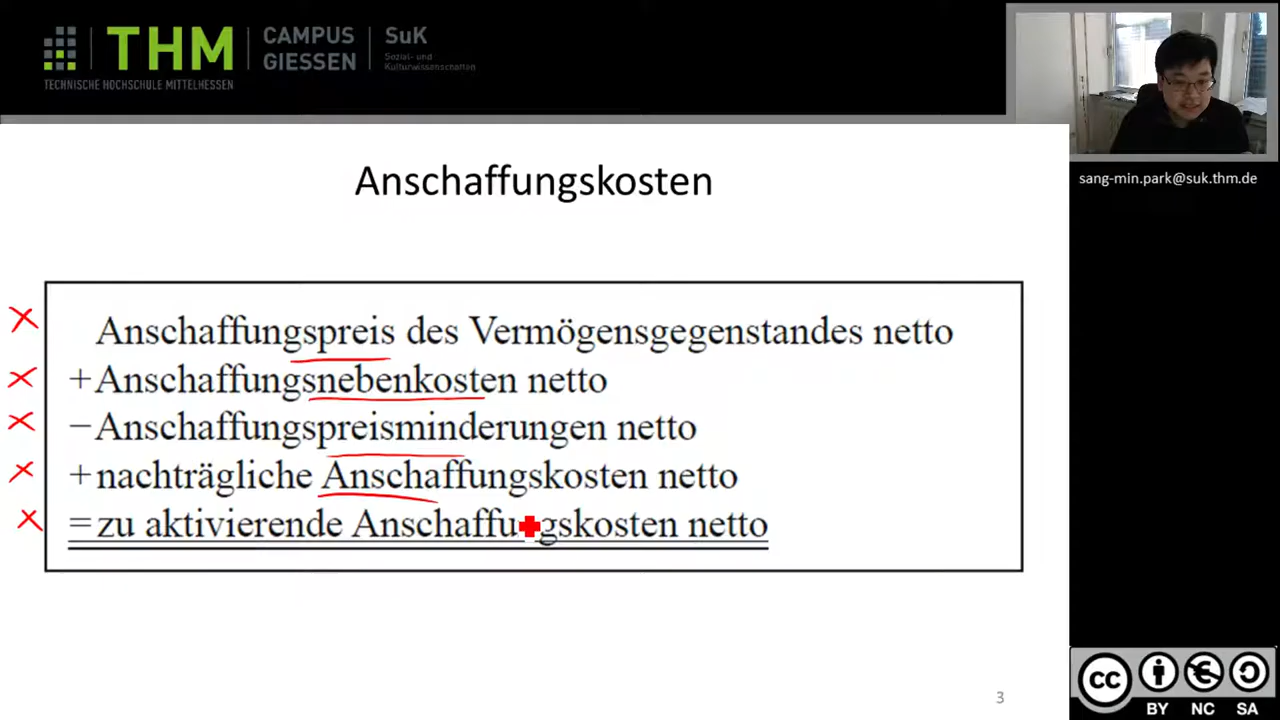 THM
CAMPUS
GIESSEN
SuK
Sozial- und
Kulturwissenschaften
TECHNISCHE HOCHSCHULE MITTELHESSEN
sang-min.park@suk.thm.de
Anschaffungskosten
Anschaffungspreis des Vermögensgegenstandes netto
+Anschaffungsnebenkosten netto
−Anschaffungspreisminderungen netto
+nachträgliche Anschaffungskosten netto
=zu aktivierende Anschaffungskosten netto
3
CC
BY NC SA